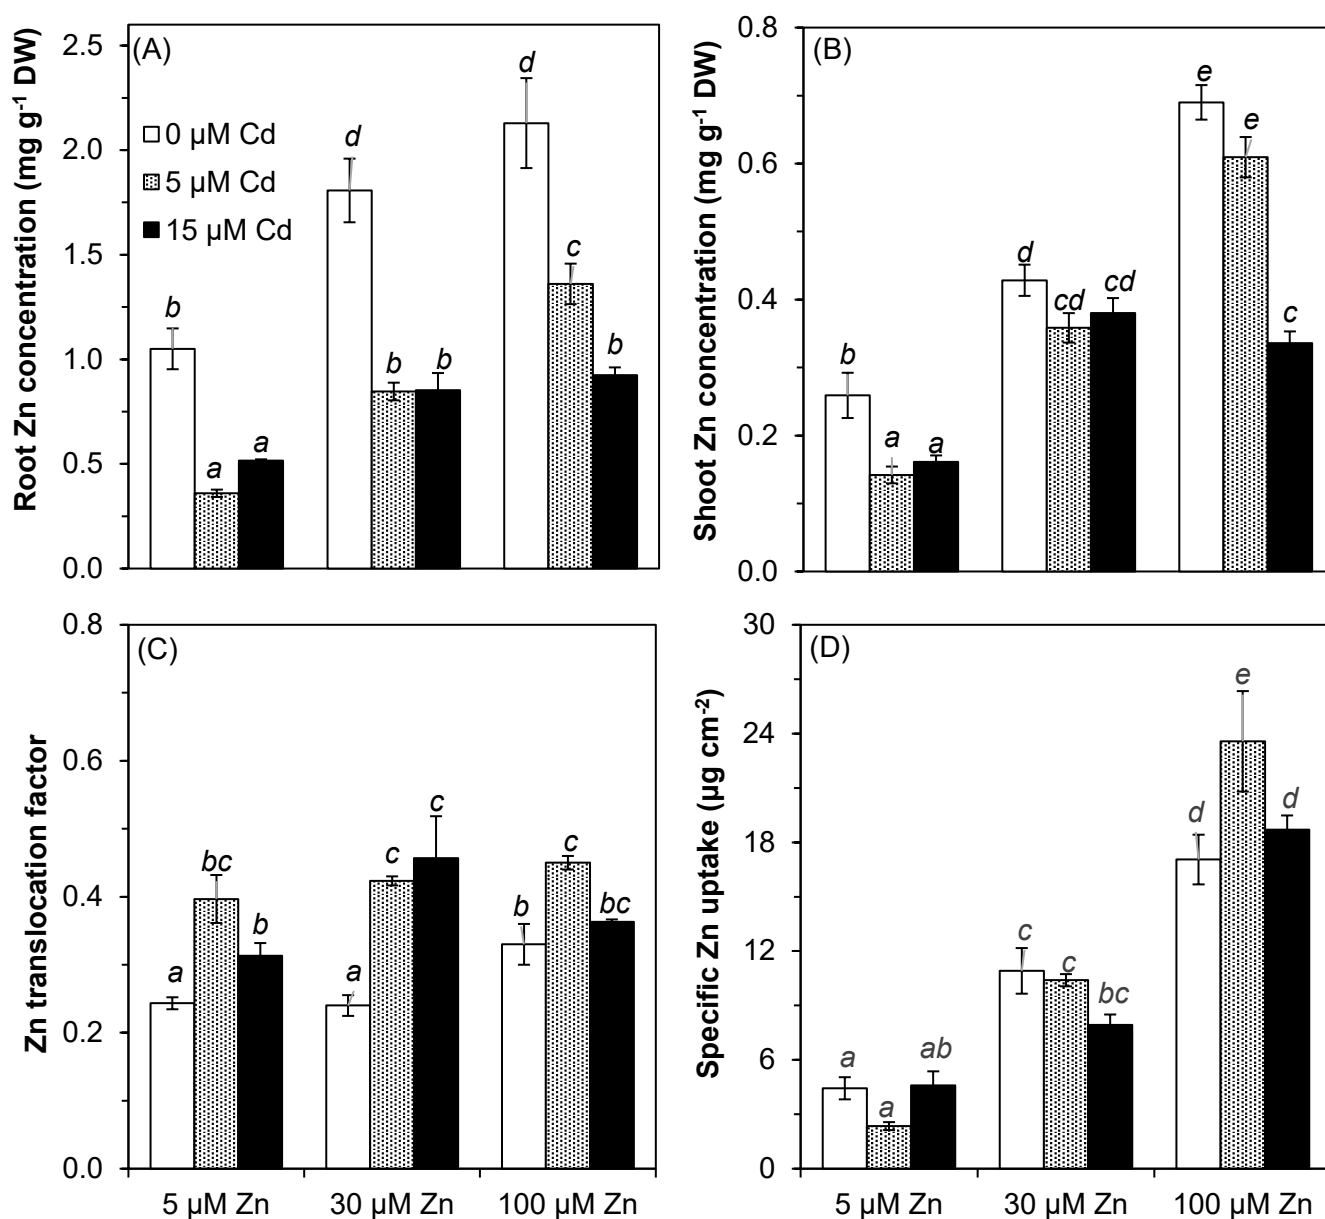 (A)
Root Zn concentration (mg g⁻¹ DW)
2.5
2.0
1.5
1.0
0.5
0.0
0 µM Cd
5 µM Cd
15 µM Cd
b
a
a
d
b
b
d
c
b
(B)
Shoot Zn concentration (mg g⁻¹ DW)
0.8
0.6
0.4
0.2
0.0
b
a
a
d
cd
cd
e
e
c
(C)
Zn translocation factor
0.8
0.6
0.4
0.2
0.0
a
bc
b
a
c
c
b
c
bc
5 µM Zn
30 µM Zn
100 µM Zn
(D)
Specific Zn uptake (µg cm⁻²)
30
24
18
12
6
0
a
a
ab
c
c
bc
d
e
d
5 µM Zn
30 µM Zn
100 µM Zn